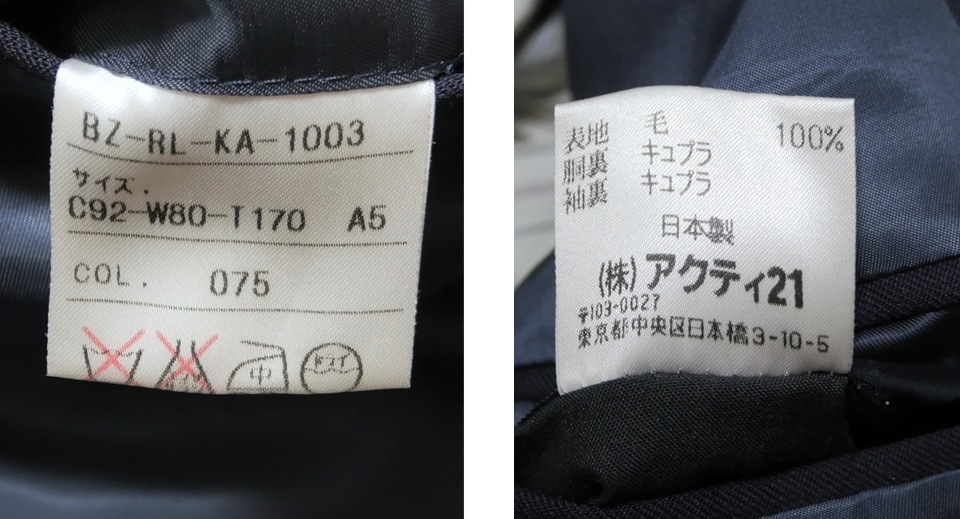 BZ-RL-KA-1003
サイズ.
C92-W80-T170 A5
COL. 075
中
ドライ
表地 毛 100%
胴裏 キュプラ
袖裏 キュプラ
日本製
(株)アクティ21
〒103-0027
東京都中央区日本橋3-10-5